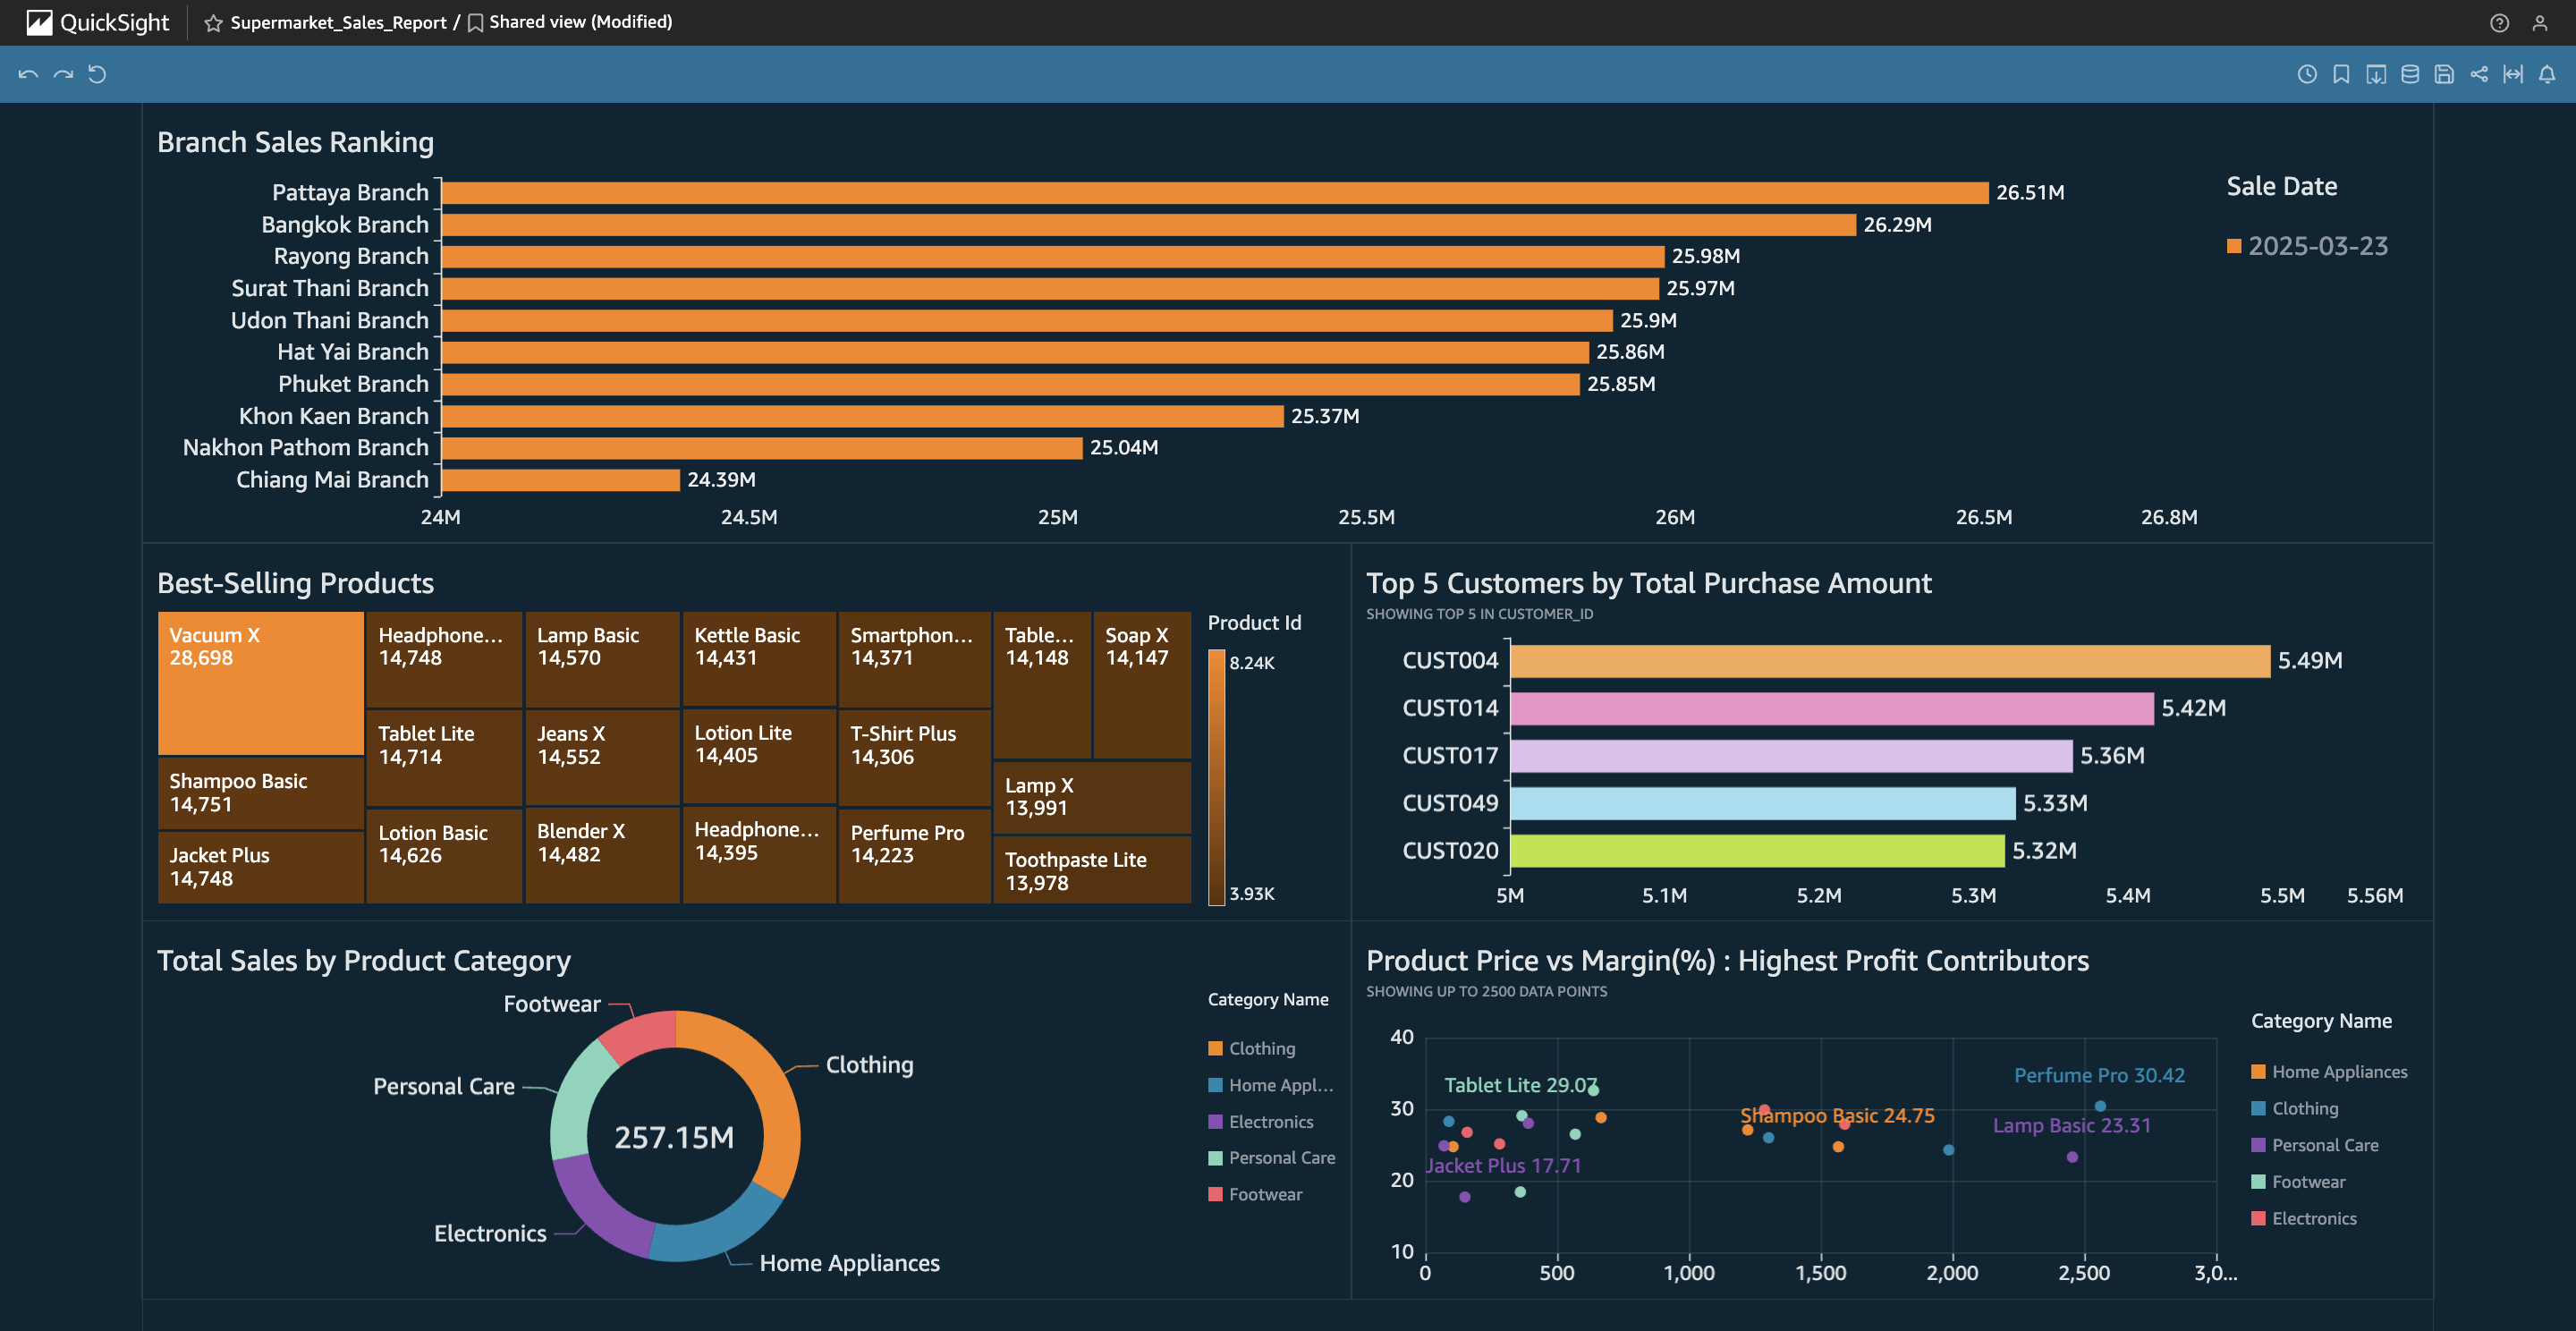 QuickSight
Supermarket_Sales_Report / Shared view (Modified)
Branch Sales Ranking
Pattaya Branch 26.51M
Bangkok Branch 26.29M
Rayong Branch 25.98M
Surat Thani Branch 25.97M
Udon Thani Branch 25.9M
Hat Yai Branch 25.86M
Phuket Branch 25.85M
Khon Kaen Branch 25.37M
Nakhon Pathom Branch 25.04M
Chiang Mai Branch 24.39M
24M 24.5M 25M 25.5M 26M 26.5M 26.8M
Sale Date
2025-03-23
Best-Selling Products
Vacuum X
28,698
Shampoo Basic
14,751
Jacket Plus
14,748
Headphone...
14,748
Tablet Lite
14,714
Lotion Basic
14,626
Lamp Basic
14,570
Jeans X
14,552
Blender X
14,482
Kettle Basic
14,431
Lotion Lite
14,405
Headphone...
14,395
Smartphon...
14,371
T-Shirt Plus
14,306
Perfume Pro
14,223
Table...
14,148
Soap X
14,147
Lamp X
13,991
Toothpaste Lite
13,978
Product Id
8.24K
3.93K
Top 5 Customers by Total Purchase Amount
SHOWING TOP 5 IN CUSTOMER_ID
CUST004 5.49M
CUST014 5.42M
CUST017 5.36M
CUST049 5.33M
CUST020 5.32M
5M 5.1M 5.2M 5.3M 5.4M 5.5M 5.56M
Total Sales by Product Category
Footwear
Clothing
Personal Care
257.15M
Electronics
Home Appliances
Category Name
Clothing
Home Appl...
Electronics
Personal Care
Footwear
Product Price vs Margin(%) : Highest Profit Contributors
SHOWING UP TO 2500 DATA POINTS
40
30
20
10
Tablet Lite 29.07
Perfume Pro 30.42
Shampoo Basic 24.75
Lamp Basic 23.31
Jacket Plus 17.71
0 500 1,000 1,500 2,000 2,500 3,0...
Category Name
Home Appliances
Clothing
Personal Care
Footwear
Electronics